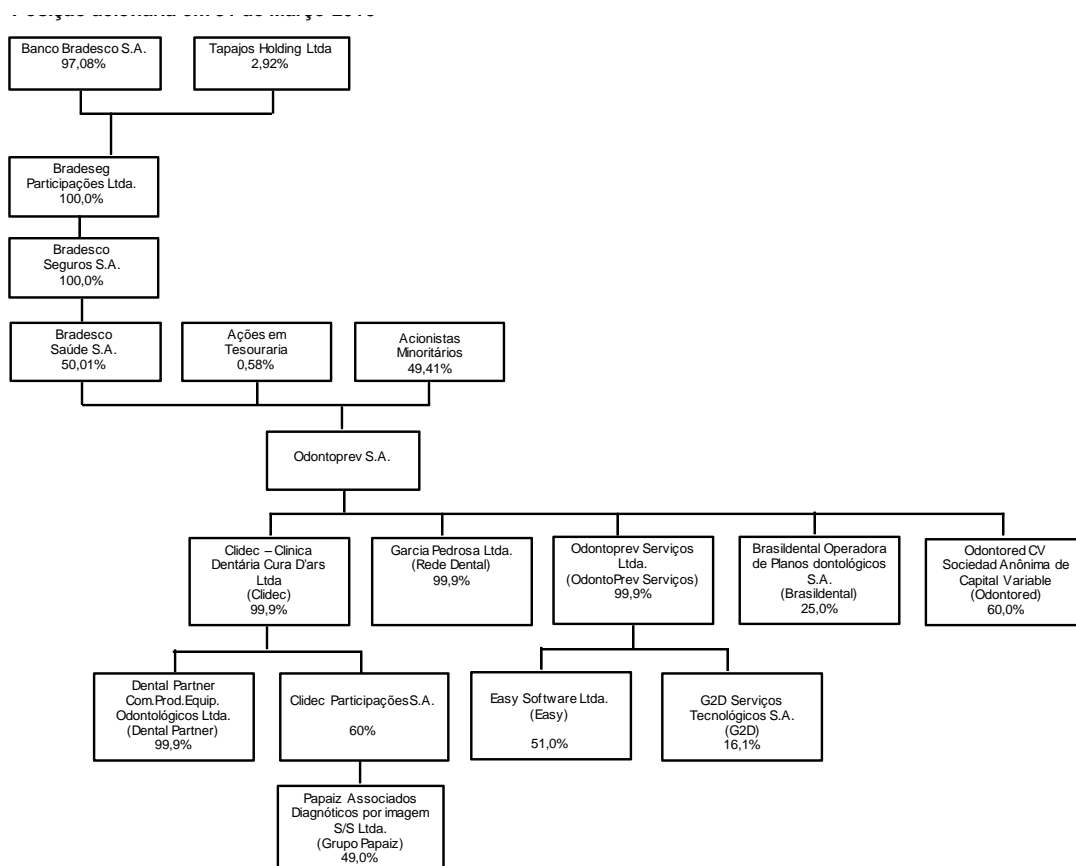 Banco Bradesco S.A.
97,08%
Tapajos Holding Ltda
2,92%
Bradeseg
Participações Ltda.
100,0%
Bradesco
Seguros S.A.
100,0%
Bradesco
Saúde S.A.
50,01%
Ações em
Tesouraria
0,58%
Acionistas
Minoritários
49,41%
Odontoprev S.A.
Clidec – Clinica
Dentária Cura D'ars
Ltda
(Clidec)
99,9%
Garcia Pedrosa Ltda.
(Rede Dental)
99,9%
Odontoprev Serviços
Ltda.
(OdontoPrev Serviços)
99,9%
Brasildental Operadora
de Planos dontológicos
S.A.
(Brasildental)
25,0%
Odontored CV
Sociedad Anônima de
Capital Variable
(Odontored)
60,0%
Dental Partner
Com.Prod.Equip.
Odontológicos Ltda.
(Dental Partner)
99,9%
Clidec Participações S.A.
60%
Easy Software Ltda.
(Easy)
51,0%
G2D Serviços
Tecnológicos S.A.
(G2D)
16,1%
Papaiz Associados
Diagnóticos por imagem
S/S Ltda.
(Grupo Papaiz)
49,0%